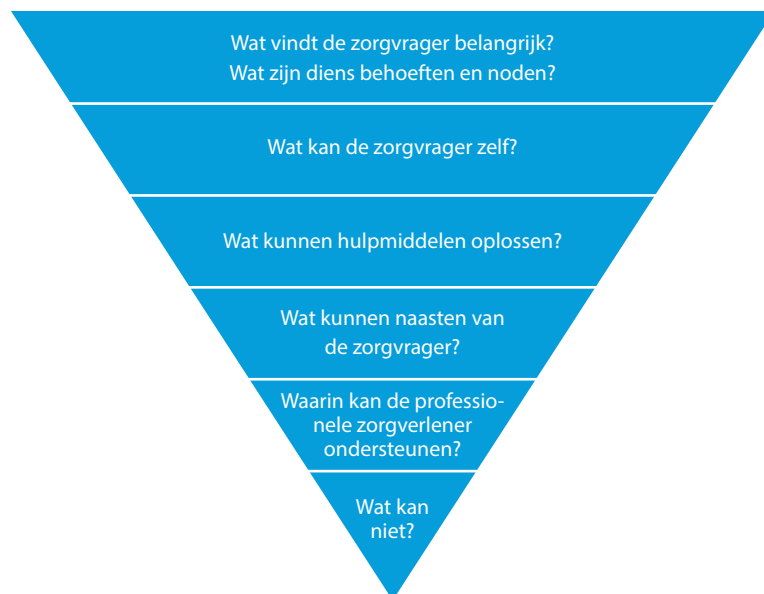 Wat vindt de zorgvrager belangrijk?
Wat zijn diens behoeften en noden?
Wat kan de zorgvrager zelf?
Wat kunnen hulpmiddelen oplossen?
Wat kunnen naasten van
de zorgvrager?
Waarin kan de professio-
nele zorgverlener
ondersteunen?
Wat kan
niet?